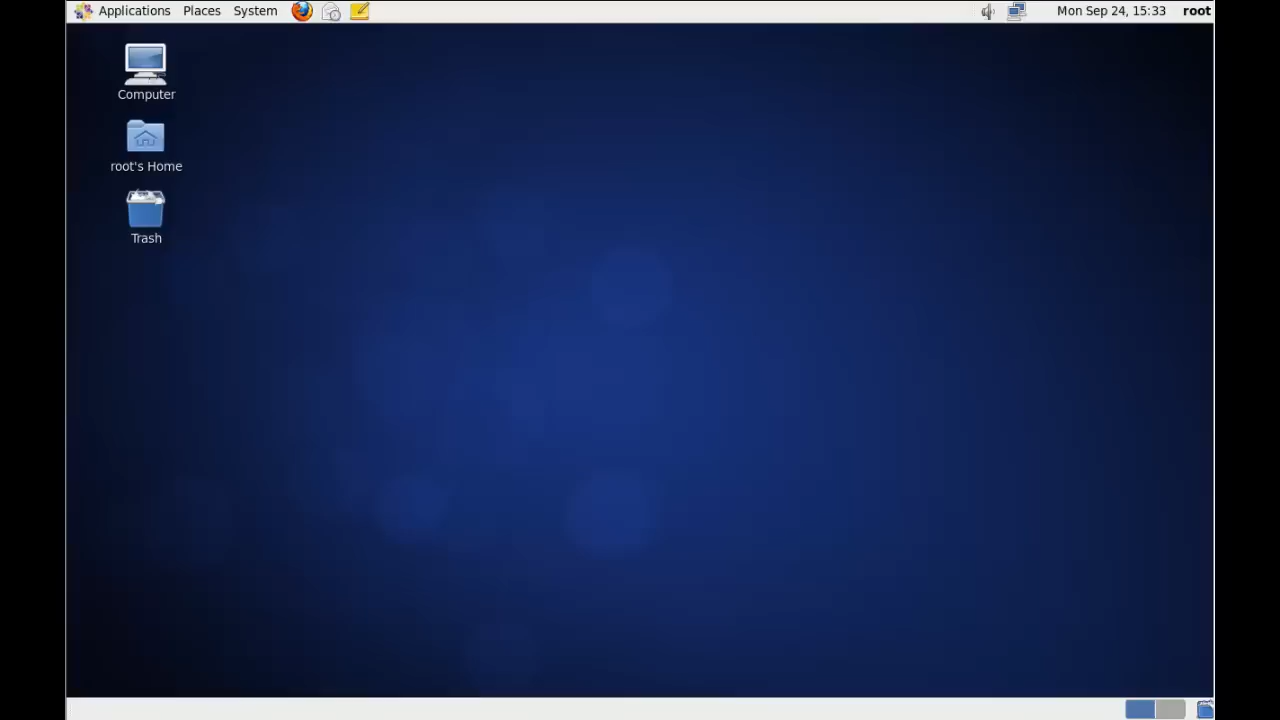 Applications Places System Mon Sep 24, 15:33 root
Computer
root's Home
Trash